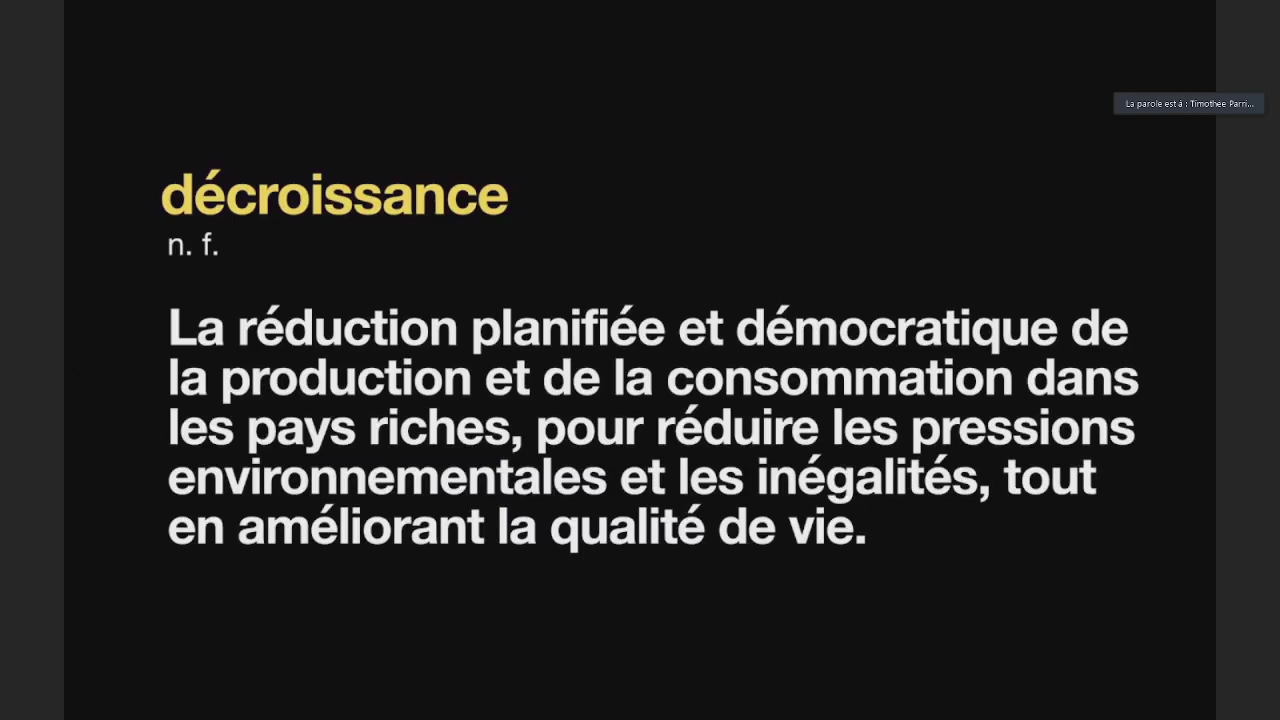 La parole est à : Timothée Parri...
décroissance
n. f.
La réduction planifiée et démocratique de
la production et de la consommation dans
les pays riches, pour réduire les pressions
environnementales et les inégalités, tout
en améliorant la qualité de vie.